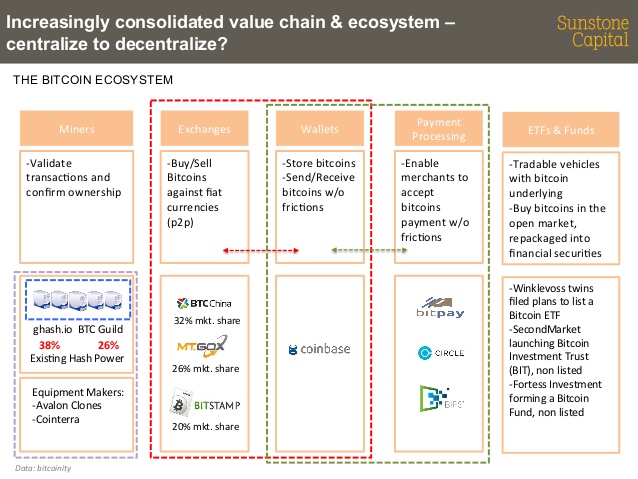 Increasingly consolidated value chain & ecosystem –
centralize to decentralize?
Sunstone
Capital
THE BITCOIN ECOSYSTEM
Miners
Exchanges
Wallets
Payment
Processing
ETFs & Funds
-Validate
transactions and
confirm ownership
-Buy/Sell
Bitcoins
against fiat
currencies
(p2p)
-Store bitcoins
-Send/Receive
bitcoins w/o
frictions
-Enable
merchants to
accept
bitcoins
payment w/o
frictions
-Tradable vehicles
with bitcoin
underlying
-Buy bitcoins in the
open market,
repackaged into
financial securities
ghash.io BTC Guild
38% 26%
Existing Hash Power
Equipment Makers:
-Avalon Clones
-Cointerra
BTCChina
32% mkt. share
MT.GOX
26% mkt. share
BITSTAMP
20% mkt. share
coinbase
bitpay
CIRCLE
BIPS
-Winklevoss twins
filed plans to list a
Bitcoin ETF
-SecondMarket
launching Bitcoin
Investment Trust
(BIT), non listed
-Fortess Investment
forming a Bitcoin
Fund, non listed
Data: bitcoinity